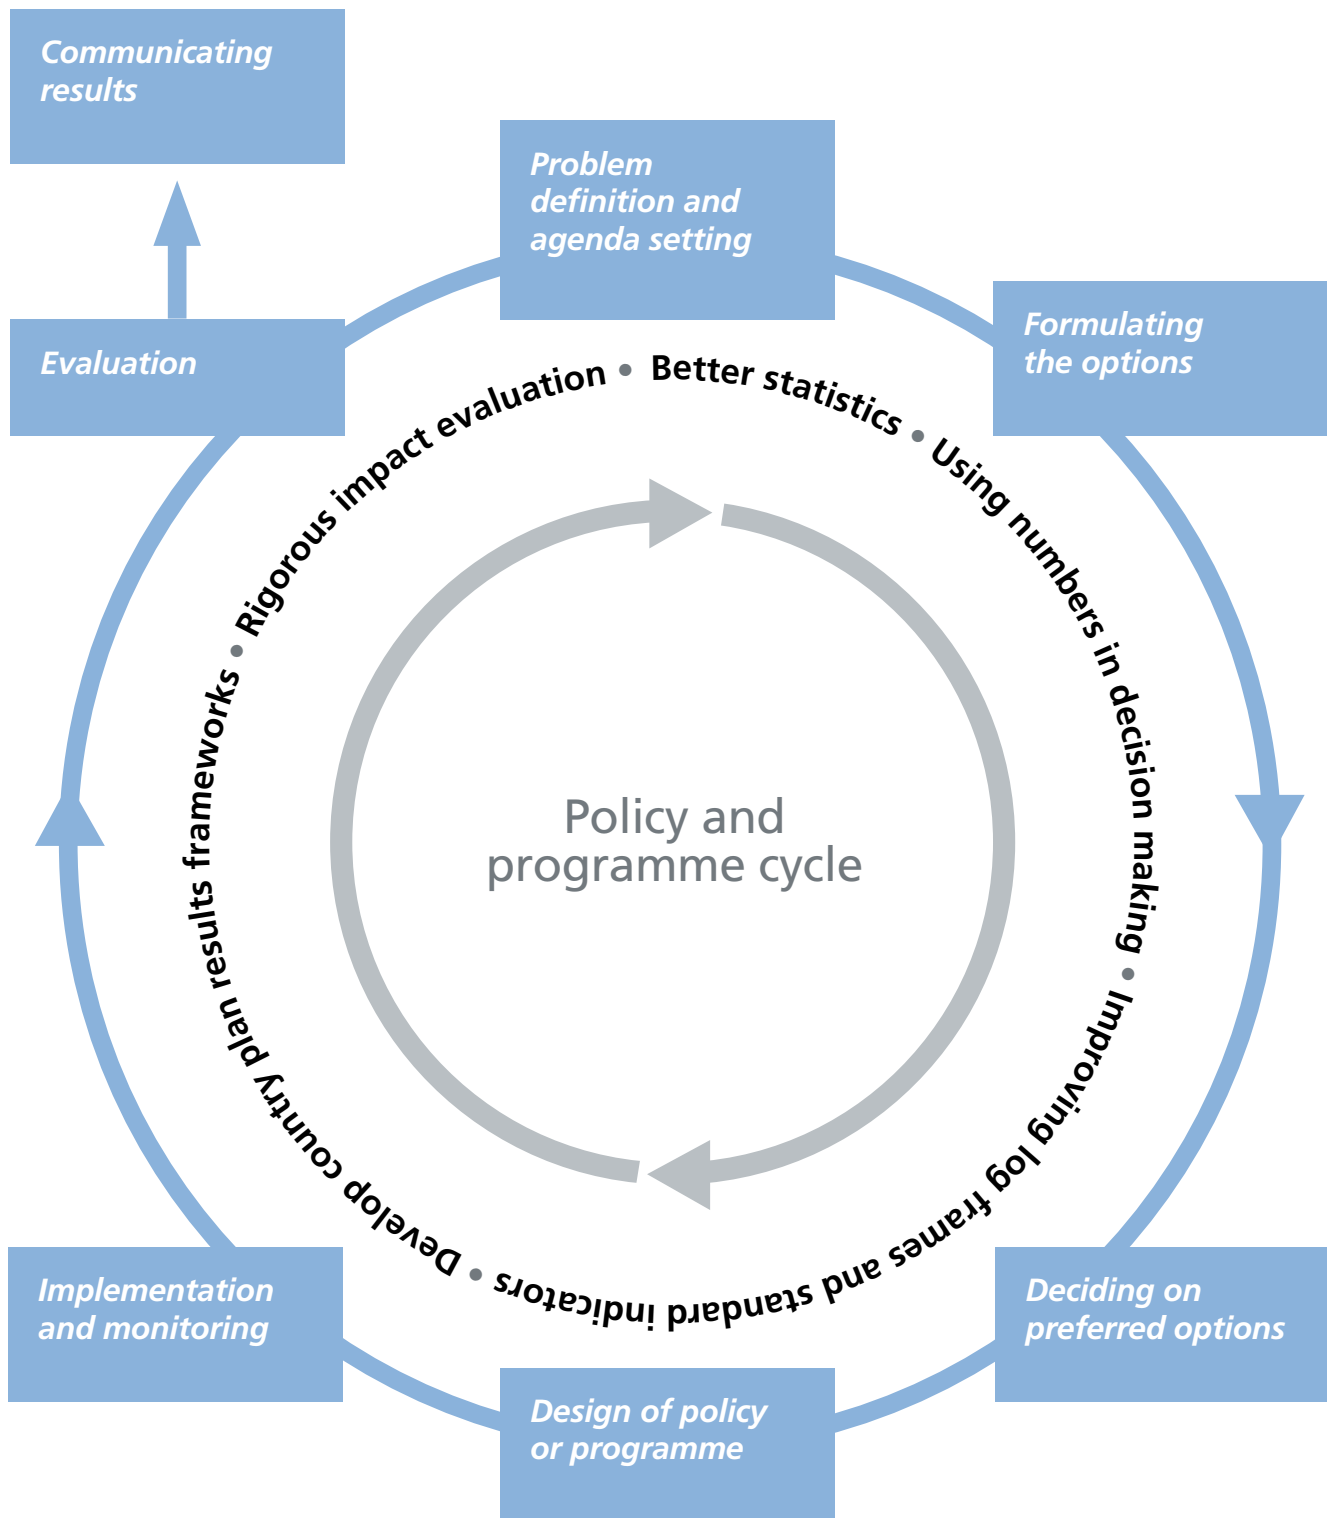 Communicating
results
Problem
definition and
agenda setting
Formulating
the options
Evaluation
Rigorous impact evaluation • Better statistics • Using numbers in decision making • Improving log frames and standard indicators • Develop country plan results frameworks •
Policy and
programme cycle
Implementation
and monitoring
Deciding on
preferred options
Design of policy
or programme